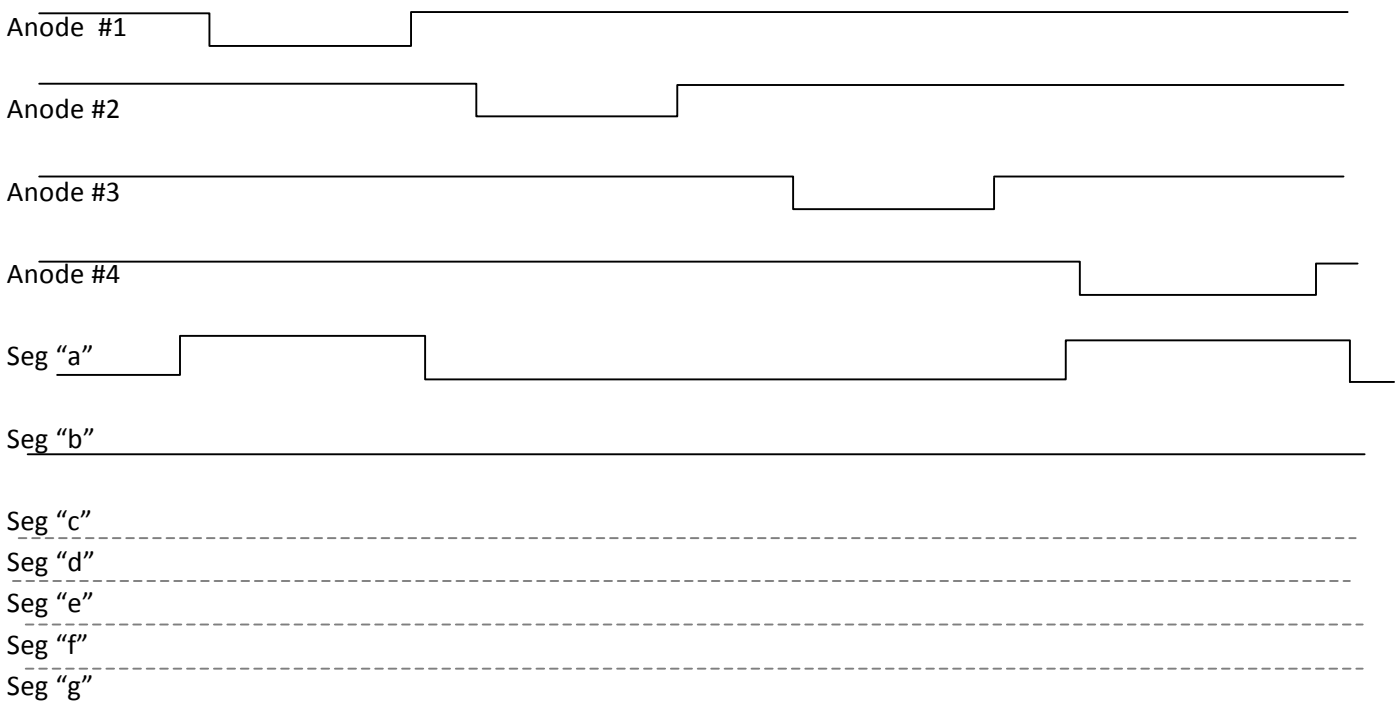 Anode  #1
Anode #2
Anode #3
Anode #4
Seg “a”
Seg “b”
Seg “c”
Seg “d”
Seg “e”
Seg “f”
Seg “g”